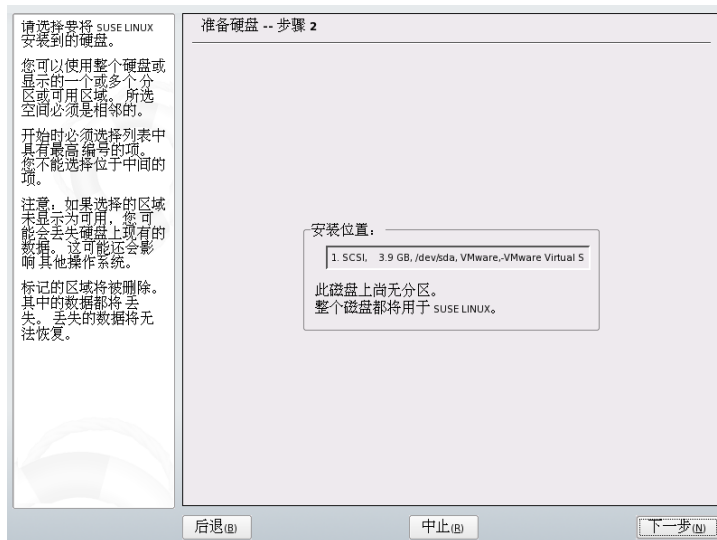 请选择要将 SUSE LINUX
安装到的硬盘。
您可以使用整个硬盘或
显示的一个或多个 分
区或可用区域。 所选
空间必须是相邻的。
开始时必须选择列表中
具有最高 编号的项。
您不能选择位于中间的
项。
注意：如果选择的区域
未显示为可用，您 可
能会丢失硬盘上现有的
数据。 这可能还会影
响 其他操作系统。
标记的区域将被删除。
其中的数据都将 丢
失。 丢失的数据将无
法恢复。
准备硬盘 -- 步骤 2
安装位置：
1. SCSI, 3.9 GB, /dev/sda, VMware,-VMware Virtual S
此磁盘上尚无分区。
整个磁盘都将用于 SUSE LINUX。
后退(B)
中止(R)
下一步(N)